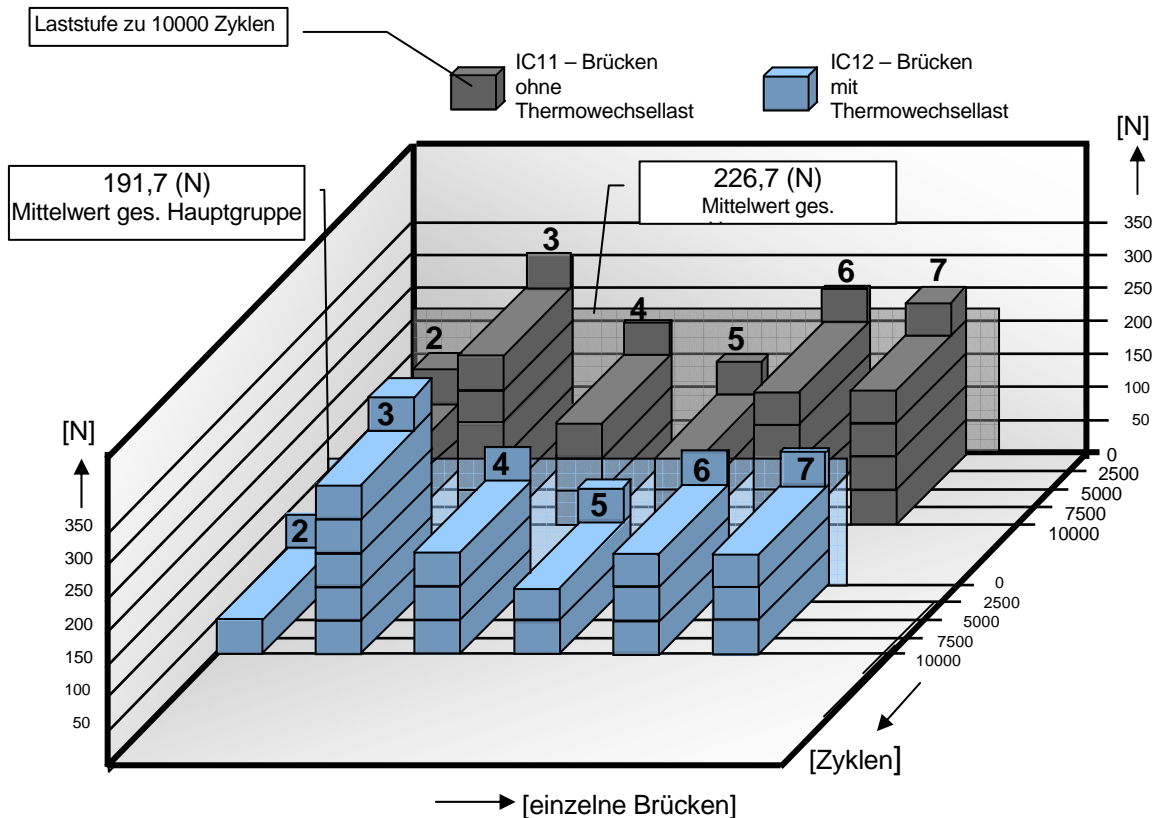 Laststufe zu 10000 Zyklen
IC11 – Brücken
ohne
Thermowechsellast
IC12 – Brücken
mit
Thermowechsellast
[N]
191,7 (N)
Mittelwert ges. Hauptgruppe
226,7 (N)
Mittelwert ges.
350
300
250
200
150
100
50
0
2500
5000
7500
10000
2
3
4
5
6
7
[N]
350
300
250
200
150
100
50
2
3
4
5
6
7
0
2500
5000
7500
10000
[Zyklen]
[einzelne Brücken]